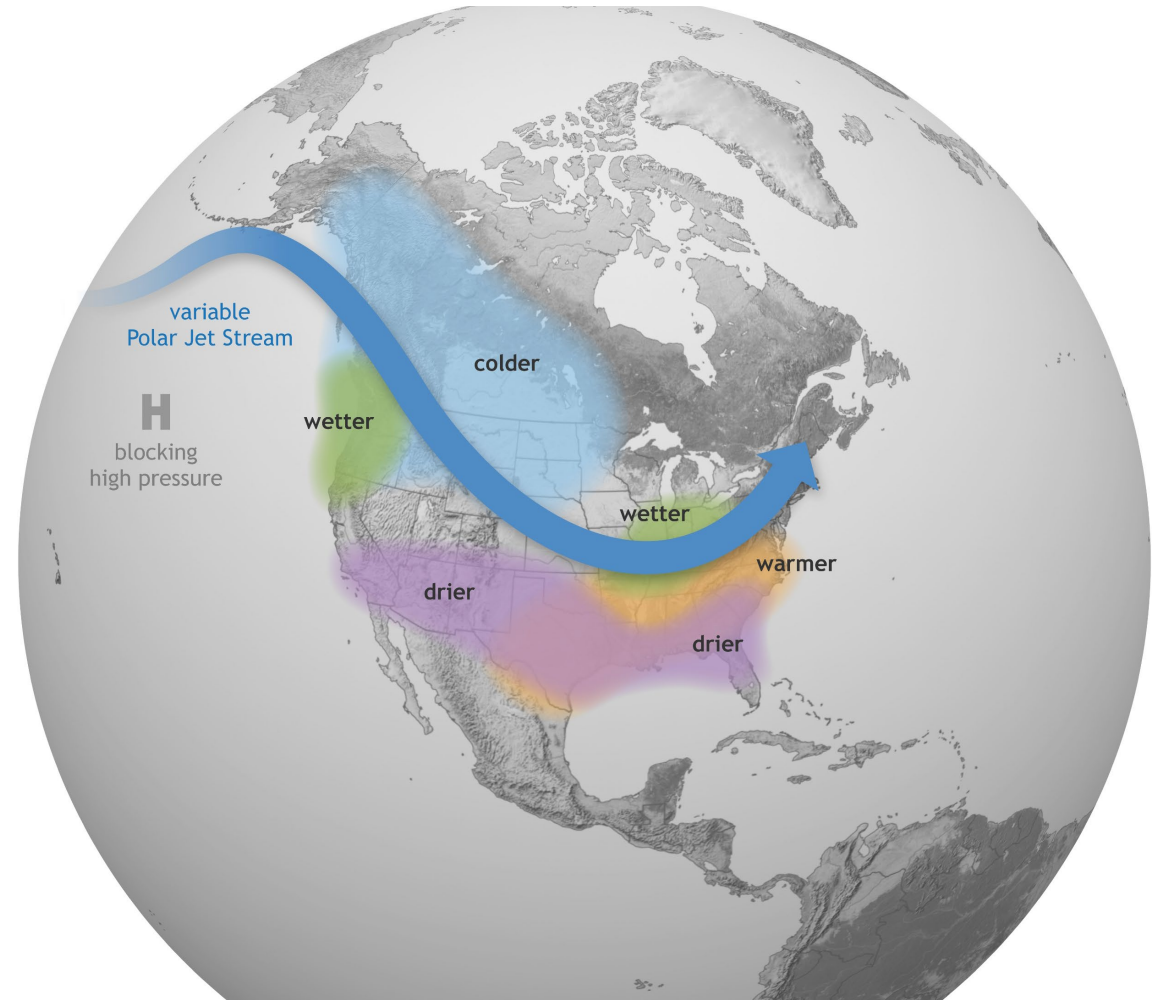 variable
Polar Jet Stream
colder
H
wetter
blocking
high pressure
wetter
warmer
drier
drier